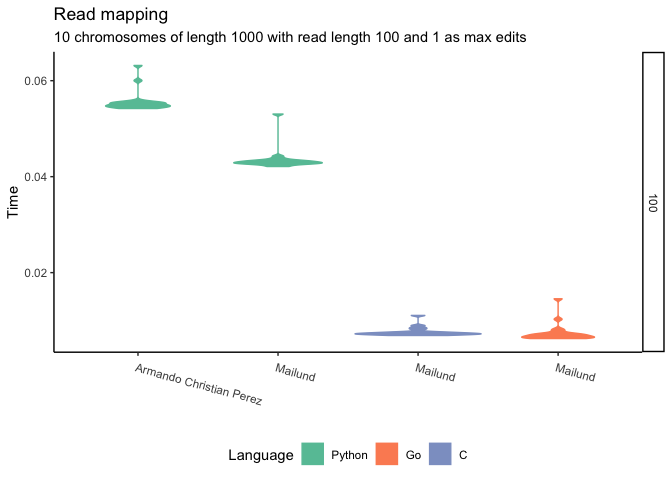 Read mapping
10 chromosomes of length 1000 with read length 100 and 1 as max edits
0.06
0.04
0.02
Time
100
Armando Christian Perez
Mailund
Mailund
Mailund
Language Python Go C